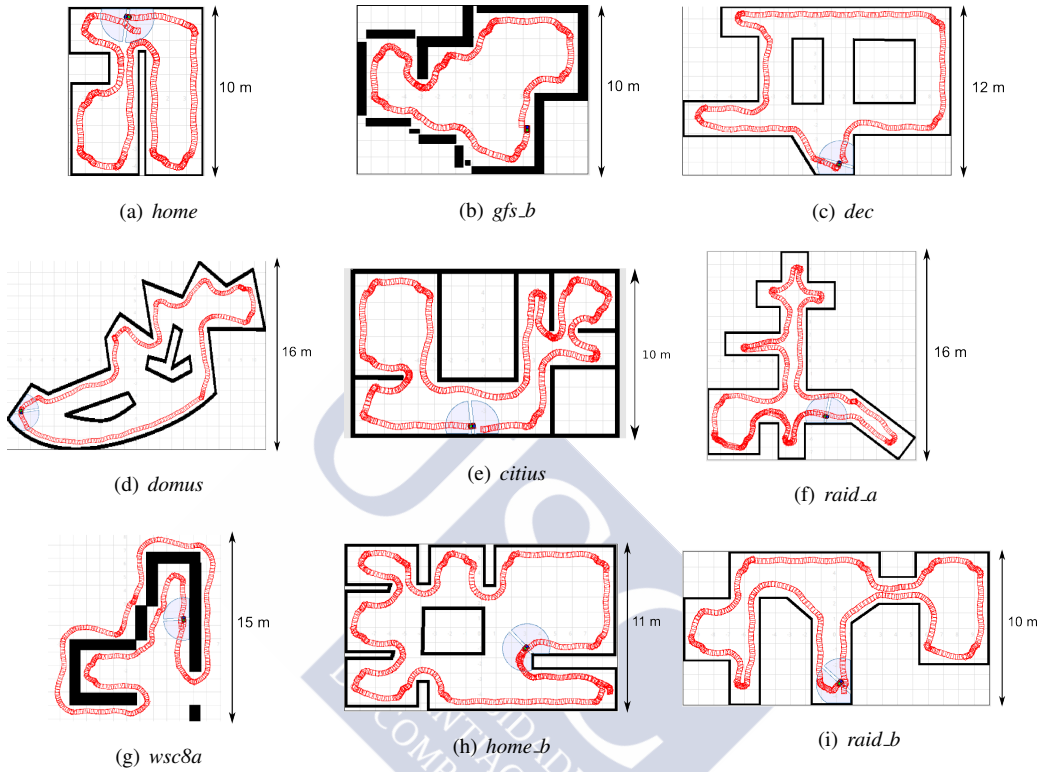 10 m
(a) home
10 m
(b) gfs_b
12 m
(c) dec
16 m
(d) domus
10 m
(e) citius
16 m
(f) raid_a
15 m
(g) wsc8a
11 m
(h) home_b
10 m
(i) raid_b